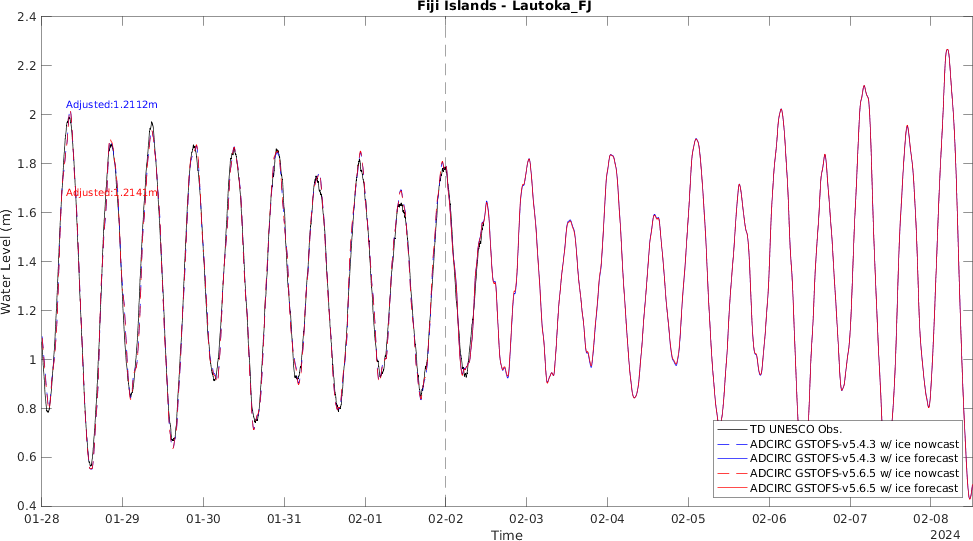 Fiji Islands - Lautoka_FJ
2.4
2.2
2
1.8
1.6
1.4
1.2
1
0.8
0.6
0.4
Water Level (m)
Adjusted:1.2112m
Adjusted:1.2141m
TD UNESCO Obs.
ADCIRC GSTOFS-v5.4.3 w/ ice nowcast
ADCIRC GSTOFS-v5.4.3 w/ ice forecast
ADCIRC GSTOFS-v5.6.5 w/ ice nowcast
ADCIRC GSTOFS-v5.6.5 w/ ice forecast
01-28 01-29 01-30 01-31 02-01 02-02 02-03 02-04 02-05 02-06 02-07 02-08
Time
2024